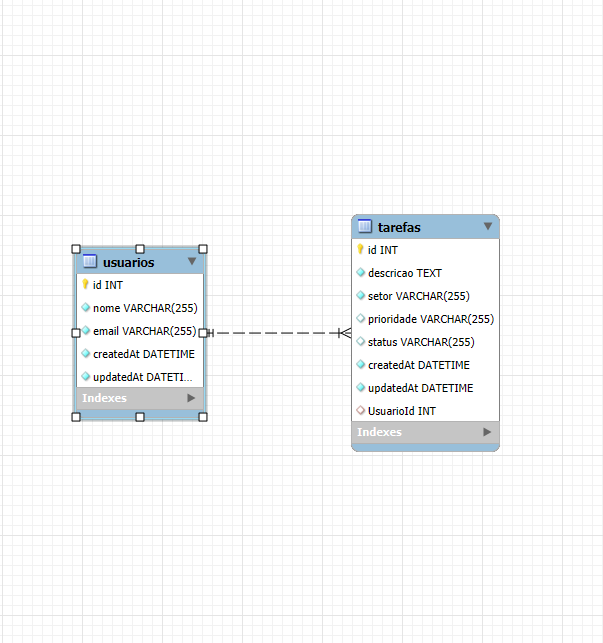 usuarios
id INT
nome VARCHAR(255)
email VARCHAR(255)
createdAt DATETIME
updatedAt DATETI...
Indexes
tarefas
id INT
descricao TEXT
setor VARCHAR(255)
prioridade VARCHAR(255)
status VARCHAR(255)
createdAt DATETIME
updatedAt DATETIME
UsuarioId INT
Indexes